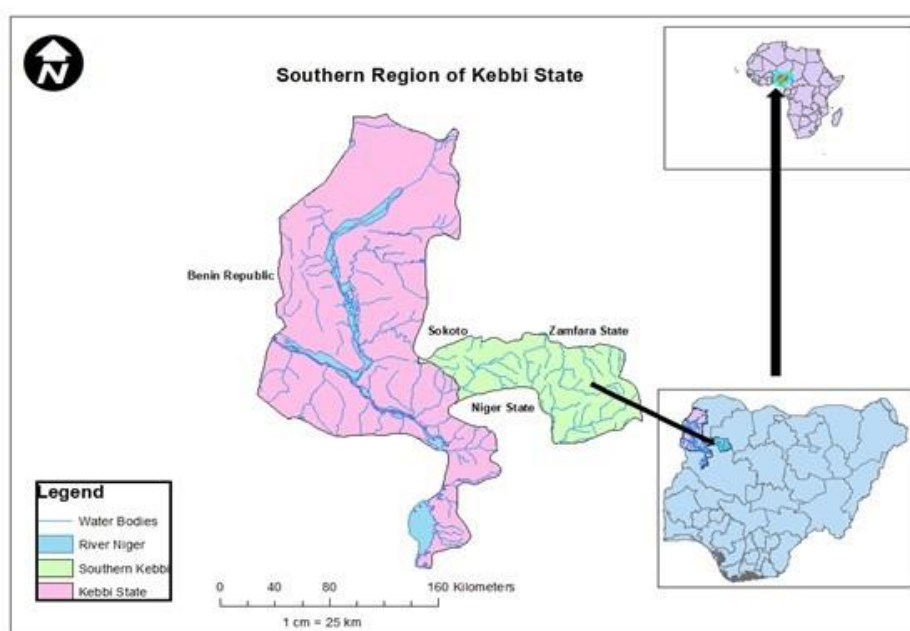 N
Southern Region of Kebbi State
Benin Republic
Sokoto
Zamfara State
Niger State
Legend
Water Bodies
River Niger
Southern Kebbi
Kebbi State
0 40 80 160 Kilometers
1 cm = 25 km